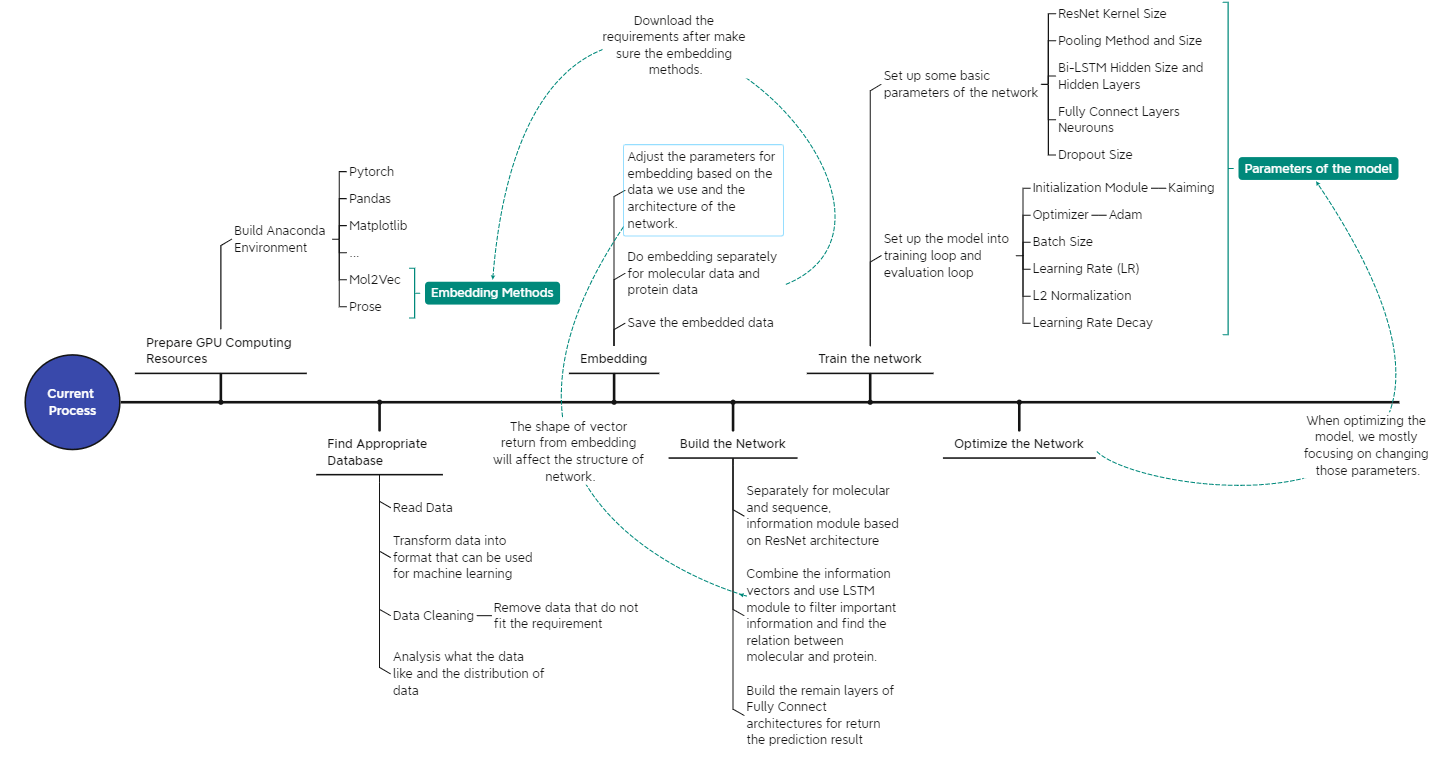 Current
Process
Prepare GPU Computing
Resources
Build Anaconda
Environment
Pytorch
Pandas
Matplotlib
...
Mol2Vec
Prose
Embedding Methods
Find Appropriate
Database
Read Data
Transform data into
format that can be used
for machine learning
Data Cleaning
Remove data that do not
fit the requirement
Analysis what the data
like and the distribution of
data
Download the
requirements after make
sure the embedding
methods.
Embedding
Adjust the parameters for
embedding based on the
data we use and the
architecture of the
network.
Do embedding separately
for molecular data and
protein data
Save the embedded data
The shape of vector
return from embedding
will affect the structure of
network.
Build the Network
Separately for molecular
and sequence,
information module based
on ResNet architecture
Combine the information
vectors and use LSTM
module to filter important
information and find the
relation between
molecular and protein.
Build the remain layers of
Fully Connect
architectures for return
the prediction result
Train the network
Set up some basic
parameters of the network
ResNet Kernel Size
Pooling Method and Size
Bi-LSTM Hidden Size and
Hidden Layers
Fully Connect Layers
Neurouns
Dropout Size
Set up the model into
training loop and
evaluation loop
Initialization Module
Kaiming
Optimizer
Adam
Batch Size
Learning Rate (LR)
L2 Normalization
Learning Rate Decay
Parameters of the model
Optimize the Network
When optimizing the
model, we mostly
focusing on changing
those parameters.